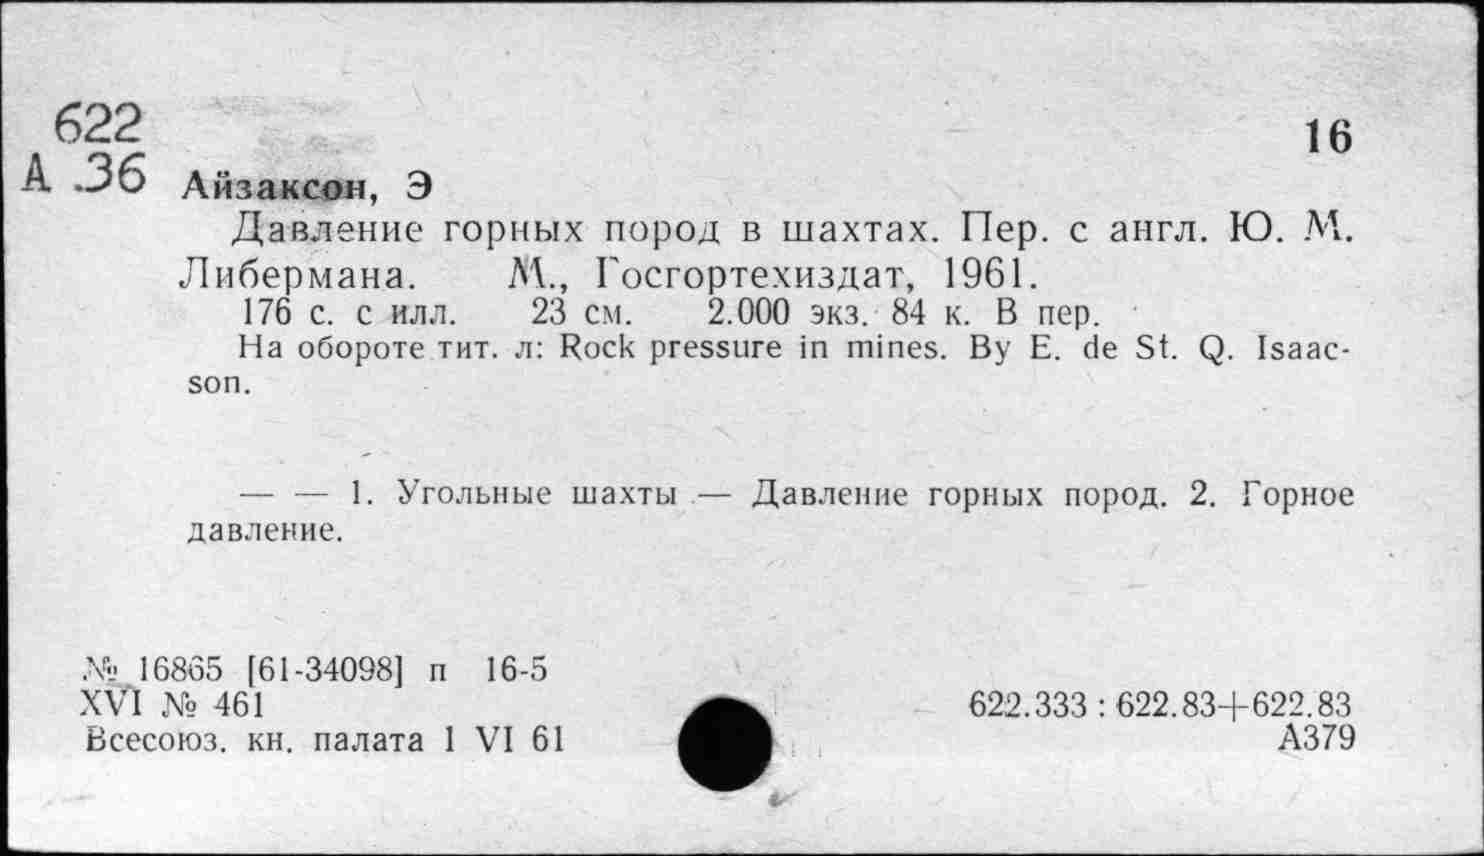 622
16
А 36
Айзаксон, Э
Давление горных пород в шахтах. Пер. с англ. Ю. М.
Либермана. М., Госгортехиздат, 1961.
176 с. с илл. 23 см. 2.000 экз. 84 к. В пер.
На обороте тит. л: Rock pressure in mines. By E. de St. Q. Isaac-
son.
— — 1. Угольные шахты — Давление горных пород. 2. Горное
давление.
№ 16865 [61-34098] п 16-5
XVI № 461
622.333 : 622.83+622.83
Всесоюз. кн. палата 1 VI 61
А379